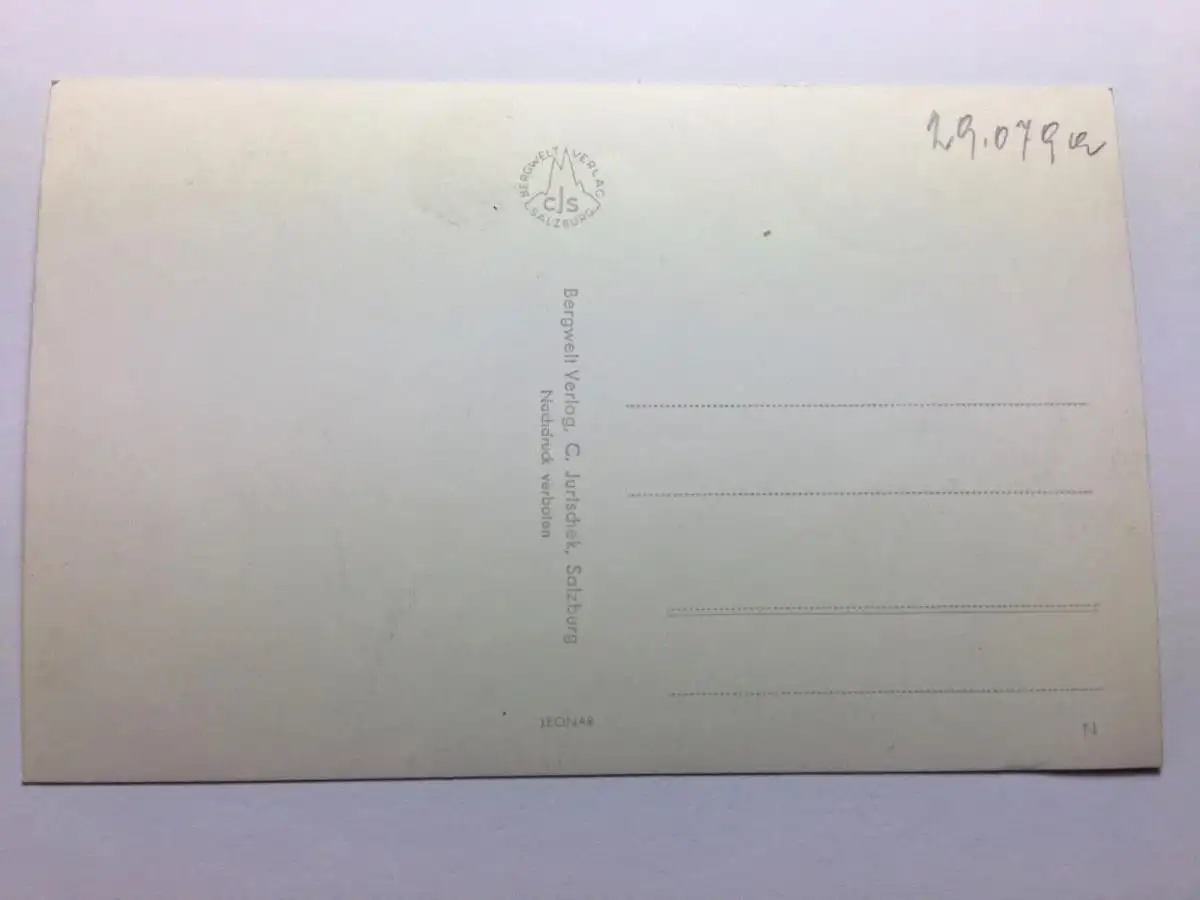 29.079a
BERGWELT VERLAG
SALZBURG
cJs
Bergwelt Verlag, C. Jurischek, Salzburg
Nachdruck verboten
LEONAR